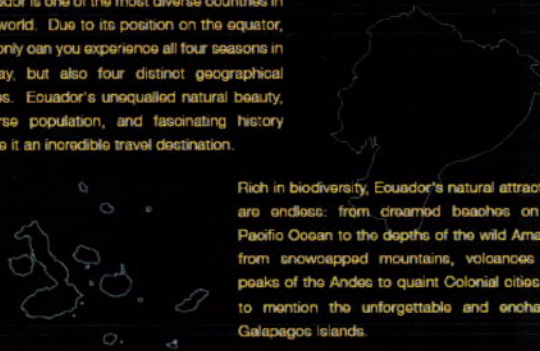 ador is one of the most diverse countries in
world. Due to its position on the equator,
only can you experience all four seasons in
ay, but also four distinct geographical
es. Ecuador's unequalled natural beauty,
rse population, and fascinating history
e it an incredible travel destination.
Rich in biodiversity, Ecuador's natural attract
are endless: from dreamed beaches on
Pacific Ocean to the depths of the wild Ama
from snowcapped mountains, volcanoes
peaks of the Andes to quaint Colonial cities
to mention the unforgettable and encha
Galapagos Islands.